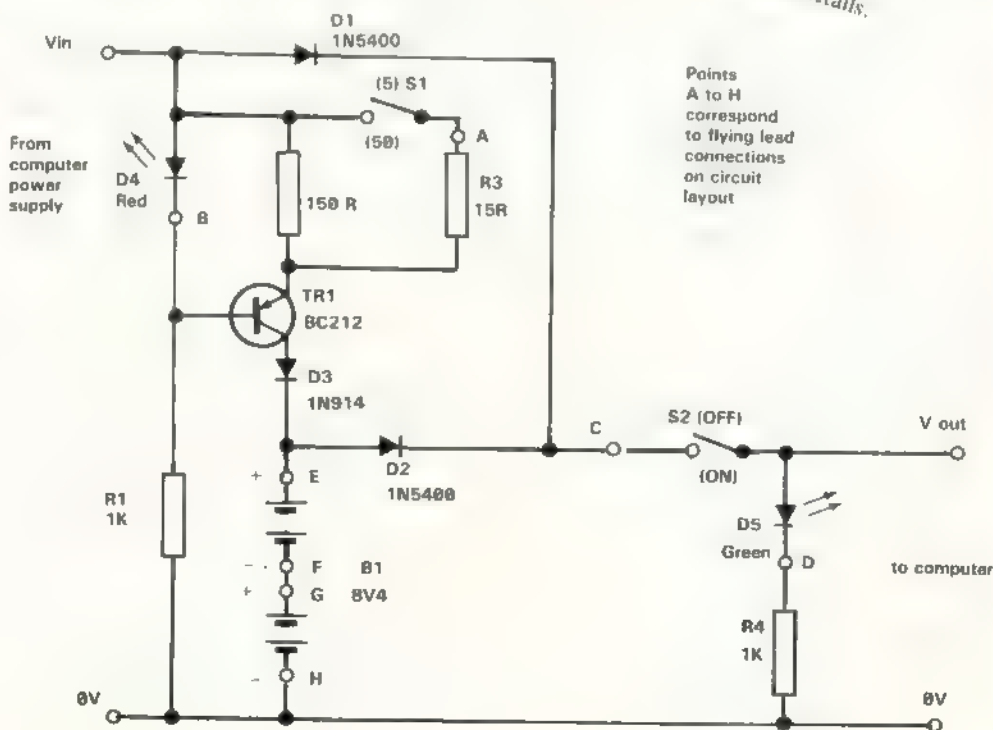 tails.
D1
1N5400
Vin
(5) S1
(50)
A
Points
A to H
correspond
to flying lead
connections
on circuit
layout
From
computer
power
supply
D4
Red
B
150 R
R3
15R
TR1
BC212
D3
1N914
D2
1N5400
C
S2 (OFF)
(ON)
V out
+ E
R1
1K
- F
+ G
B1
8V4
- H
D5
Green
D
to computer
R4
1K
0V
0V